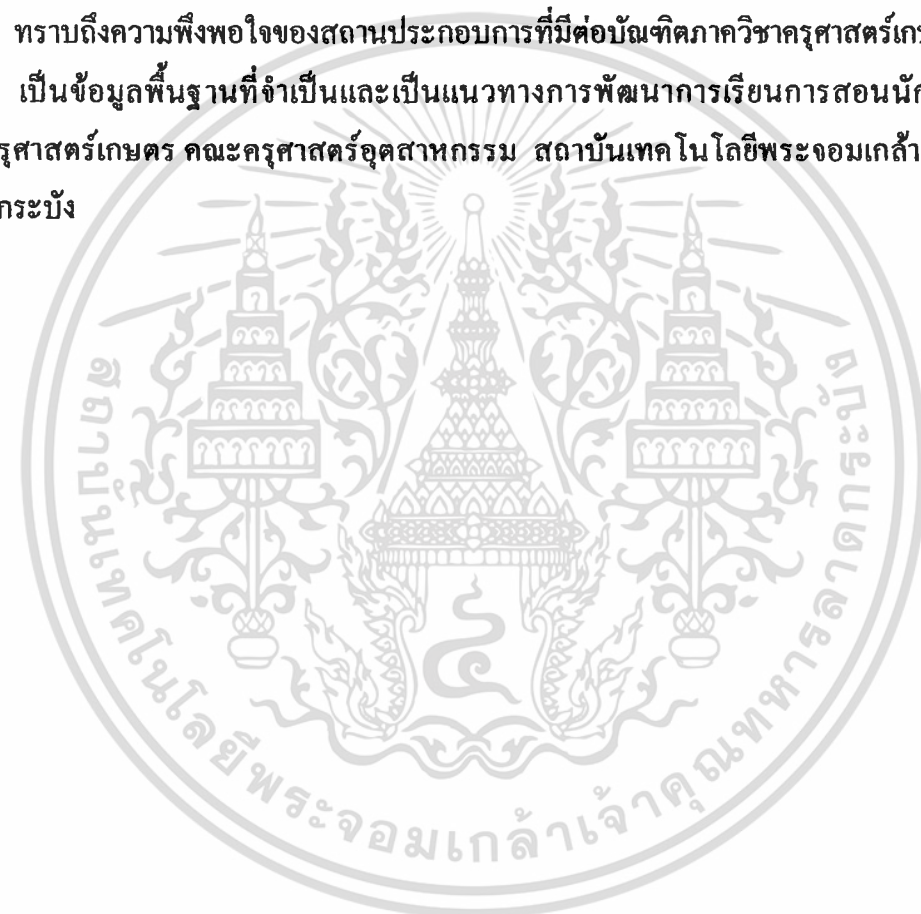 ทราบถึงความพึงพอใจของสถานประกอบการที่มีต่อบัณฑิตภาควิชาครุศาสตร์เกษ
เป็นข้อมูลพื้นฐานที่จำเป็นและเป็นแนวทางการพัฒนาการเรียนการสอนนัก
รุศาสตร์เกษตร คณะครุศาสตร์อุตสาหกรรม สถาบันเทคโนโลยีพระจอมเกล้า
กระบัง
สถาบันเทคโนโลยีพระจอมเกล้าเจ้าคุณทหารลาดกระบัง
๔